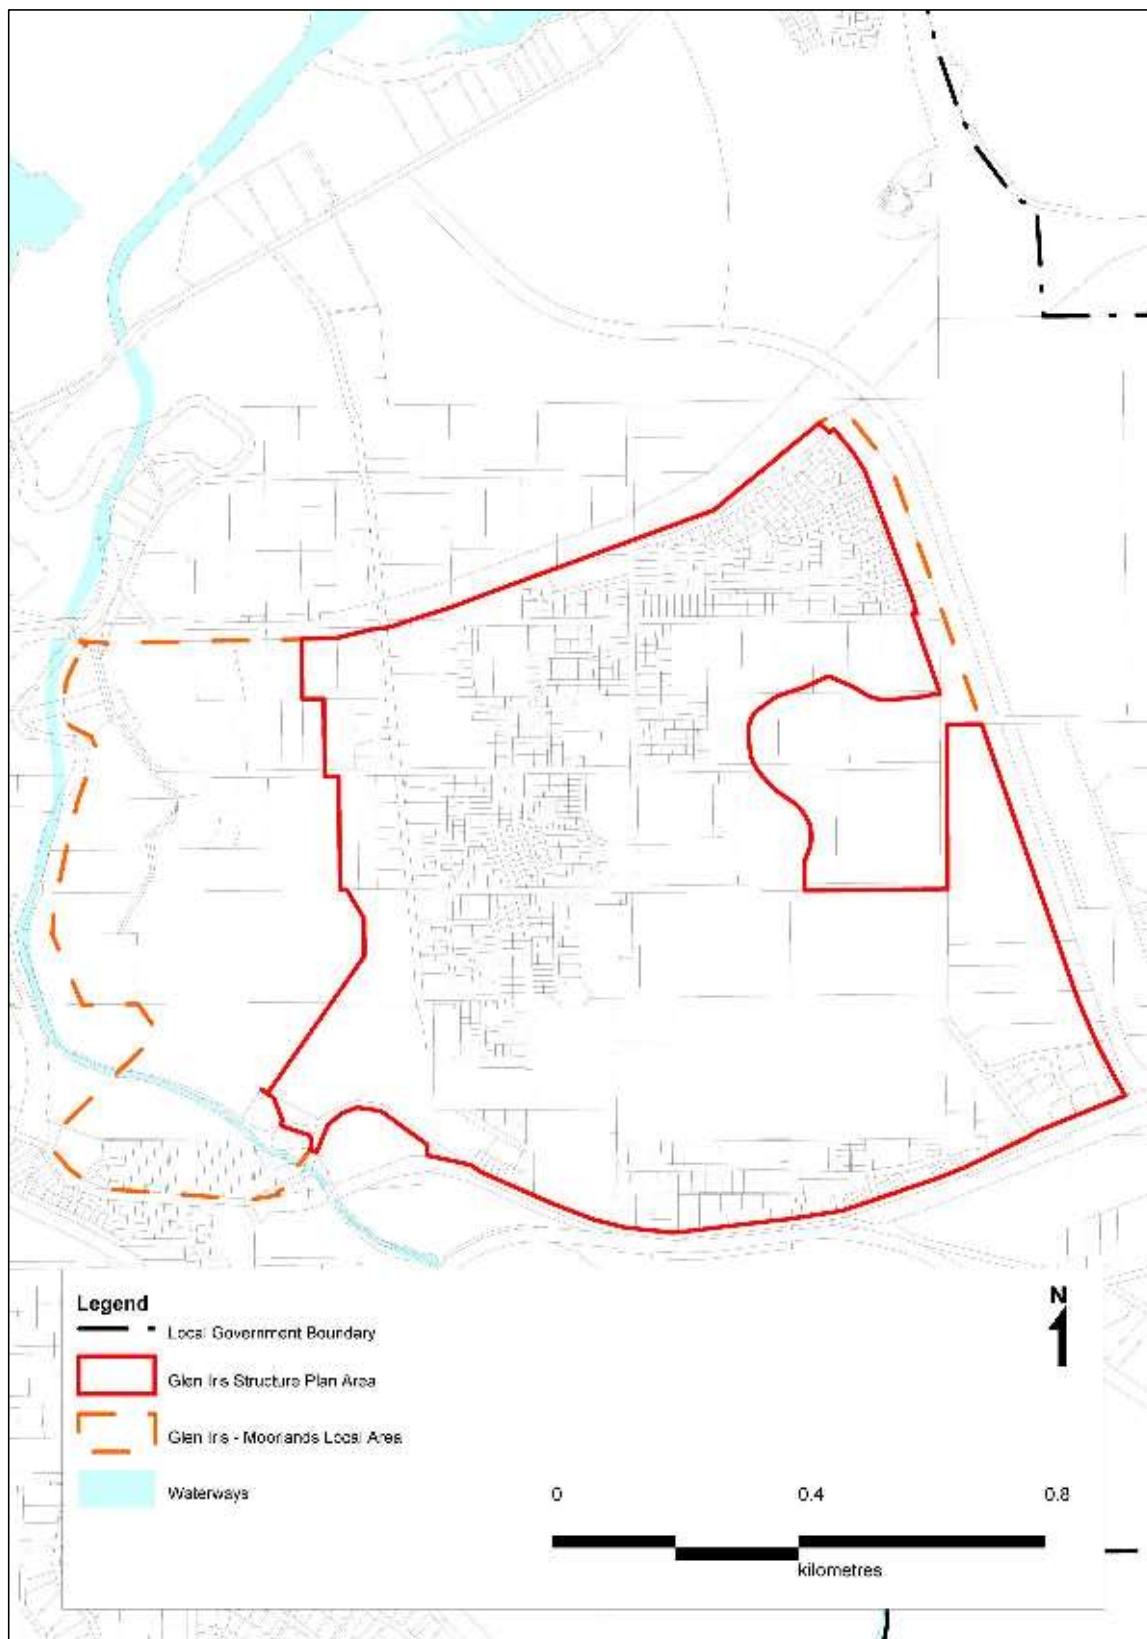 Legend
N
Local Government Boundary
Glen Iris Structure Plan Area
Glen Iris - Moorlands Local Area
Waterways
0 0.4 0.8
kilometres